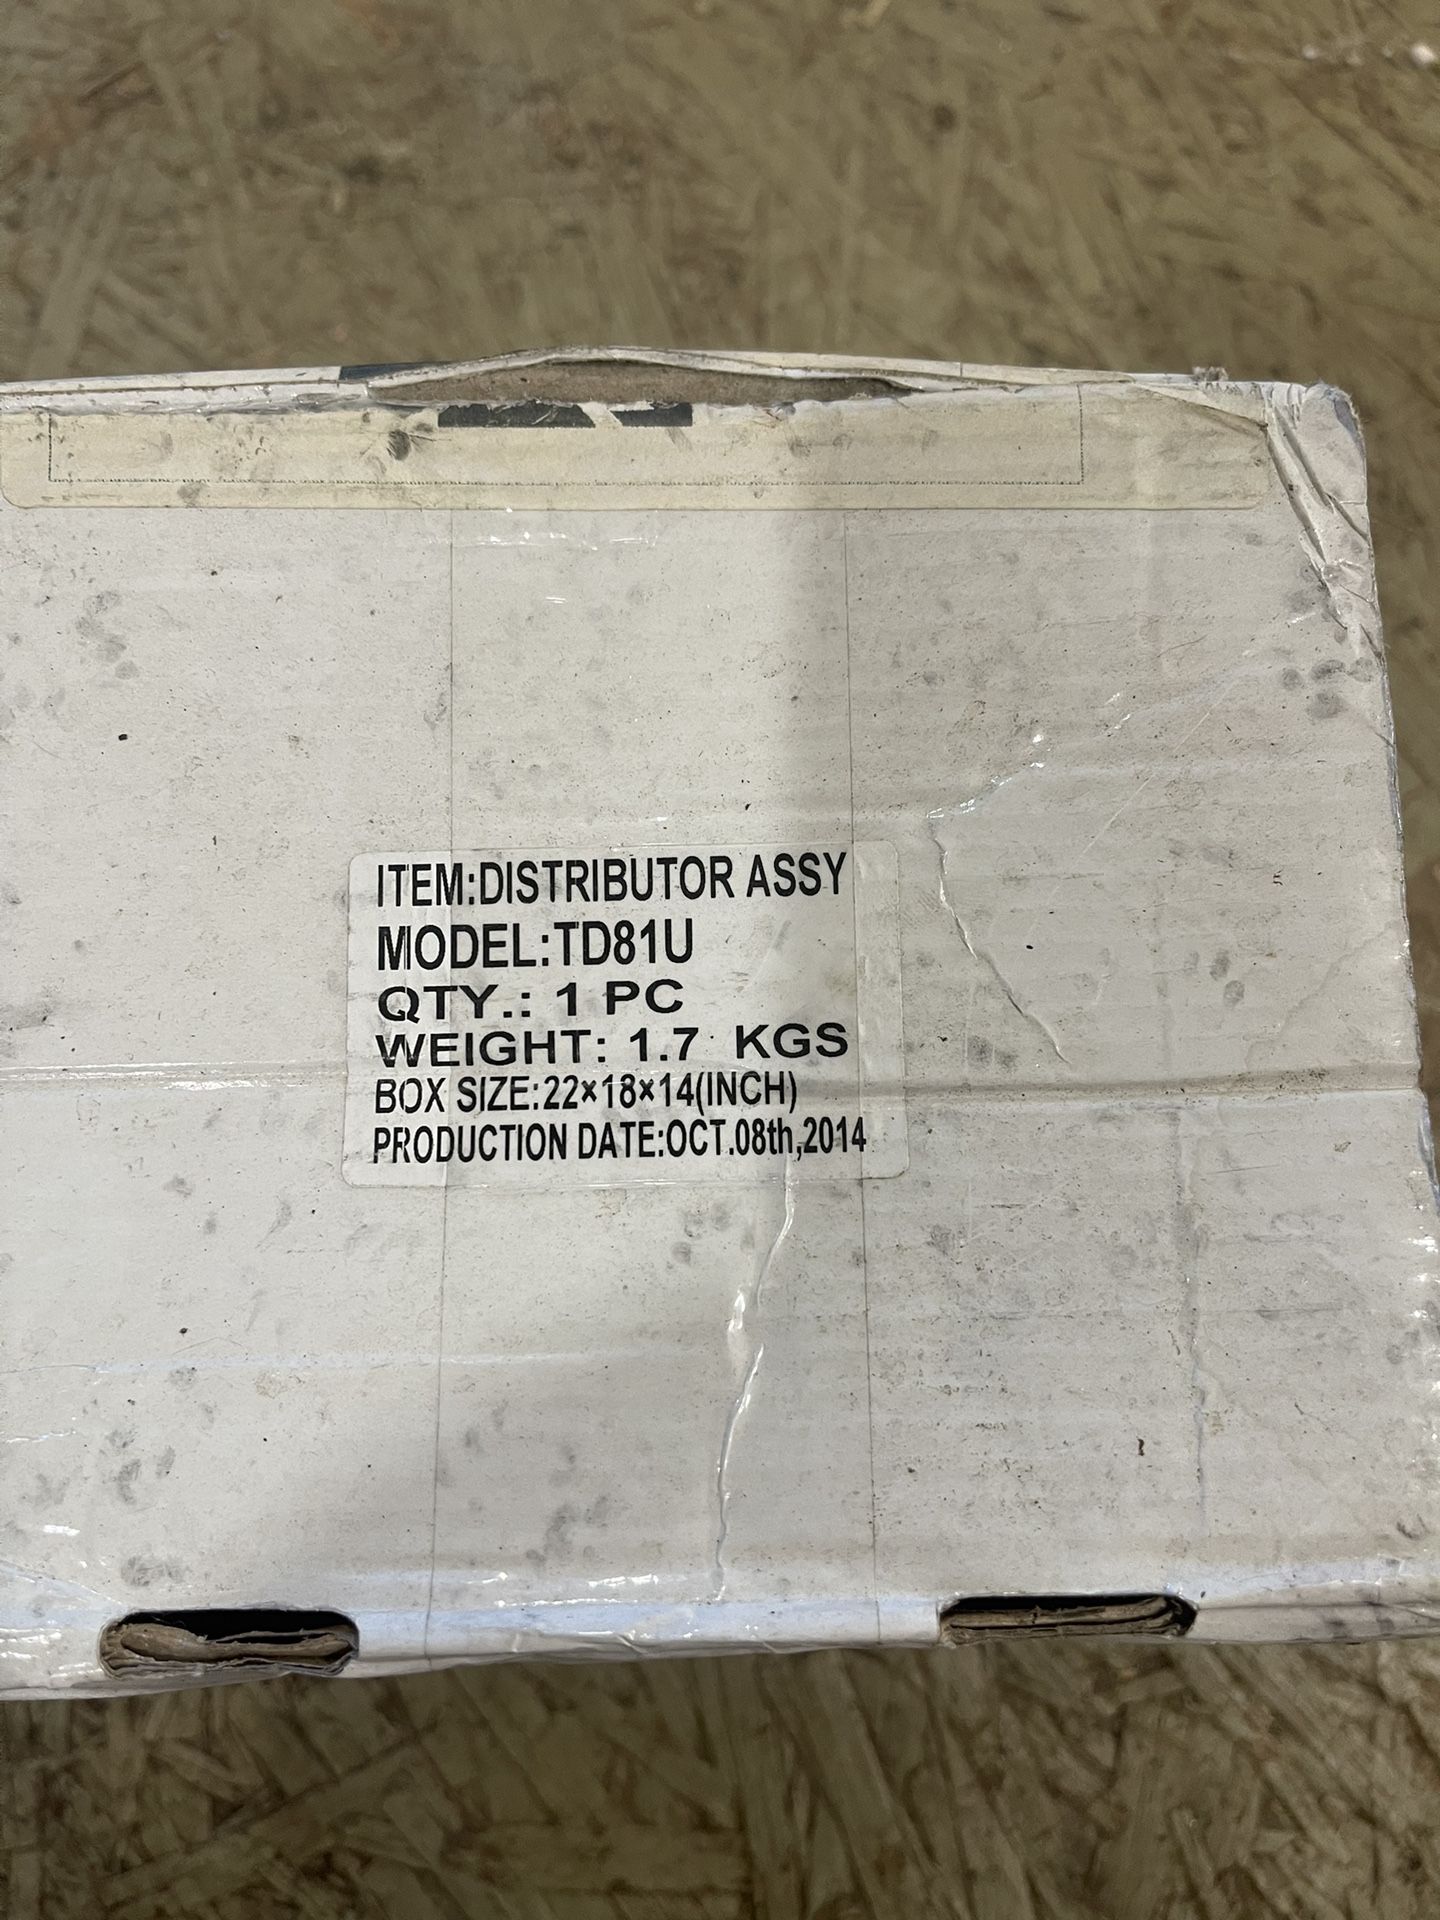 ITEM:DISTRIBUTOR ASSY
MODEL:TD81U
QTY.: 1 PC
WEIGHT: 1.7 KGS
BOX SIZE:22×18×14(INCH)
PRODUCTION DATE:OCT.08th,2014